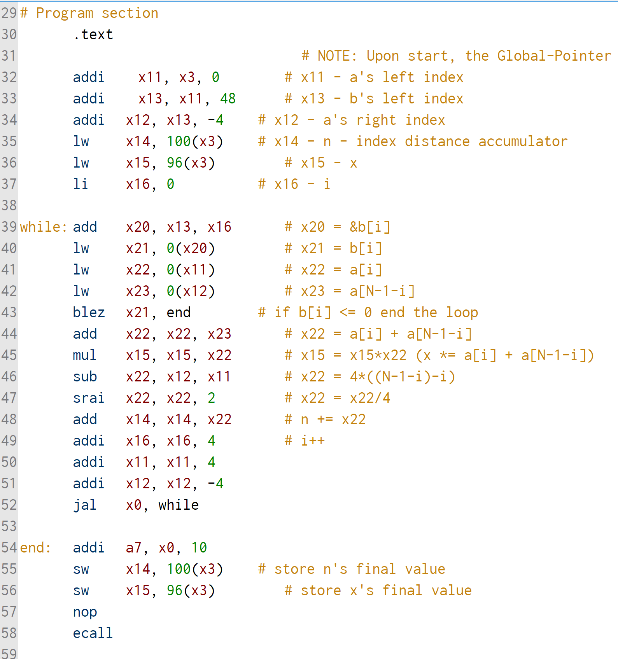 29 # Program section
30 .text
31 # NOTE: Upon start, the Global-Pointer
32 addi x11, x3, 0 # x11 - a's left index
33 addi x13, x11, 48 # x13 - b's left index
34 addi x12, x13, -4 # x12 - a's right index
35 lw x14, 100(x3) # x14 - n - index distance accumulator
36 lw x15, 96(x3) # x15 - x
37 li x16, 0 # x16 - i
38
39 while: add x20, x13, x16 # x20 = &b[i]
40 lw x21, 0(x20) # x21 = b[i]
41 lw x22, 0(x11) # x22 = a[i]
42 lw x23, 0(x12) # x23 = a[N-1-i]
43 blez x21, end # if b[i] <= 0 end the loop
44 add x22, x22, x23 # x22 = a[i] + a[N-1-i]
45 mul x15, x15, x22 # x15 = x15*x22 (x *= a[i] + a[N-1-i])
46 sub x22, x12, x11 # x22 = 4*((N-1-i)-i)
47 srai x22, x22, 2 # x22 = x22/4
48 add x14, x14, x22 # n += x22
49 addi x16, x16, 4 # i++
50 addi x11, x11, 4
51 addi x12, x12, -4
52 jal x0, while
53
54 end: addi a7, x0, 10
55 sw x14, 100(x3) # store n's final value
56 sw x15, 96(x3) # store x's final value
57 nop
58 ecall
59